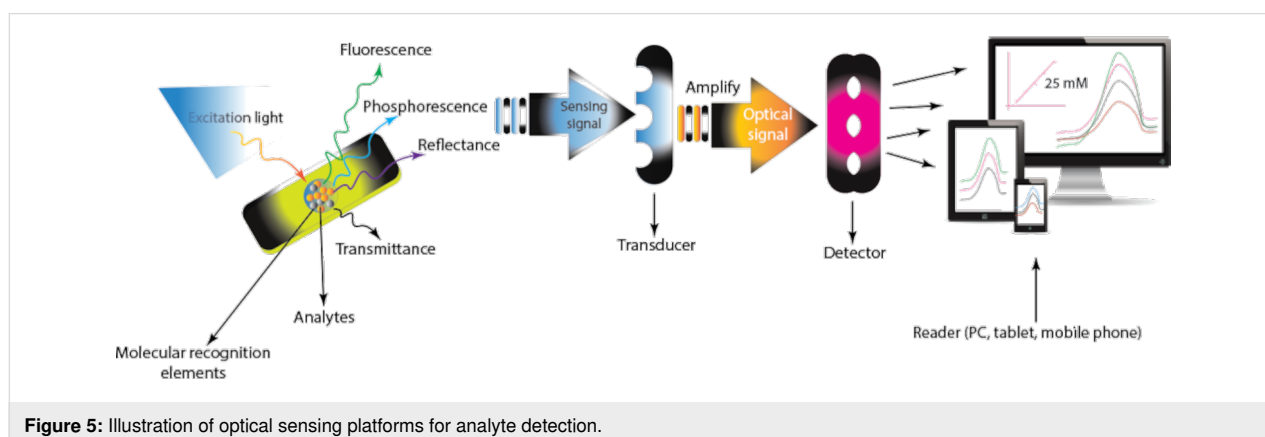 Fluorescence
Excitation light
Phosphorescence
Reflectance
Transmittance
Analytes
Molecular recognition
elements
Sensing
signal
Transducer
Amplify
Optical
signal
Detector
25 mM
Reader (PC, tablet, mobile phone)
Figure 5: Illustration of optical sensing platforms for analyte detection.